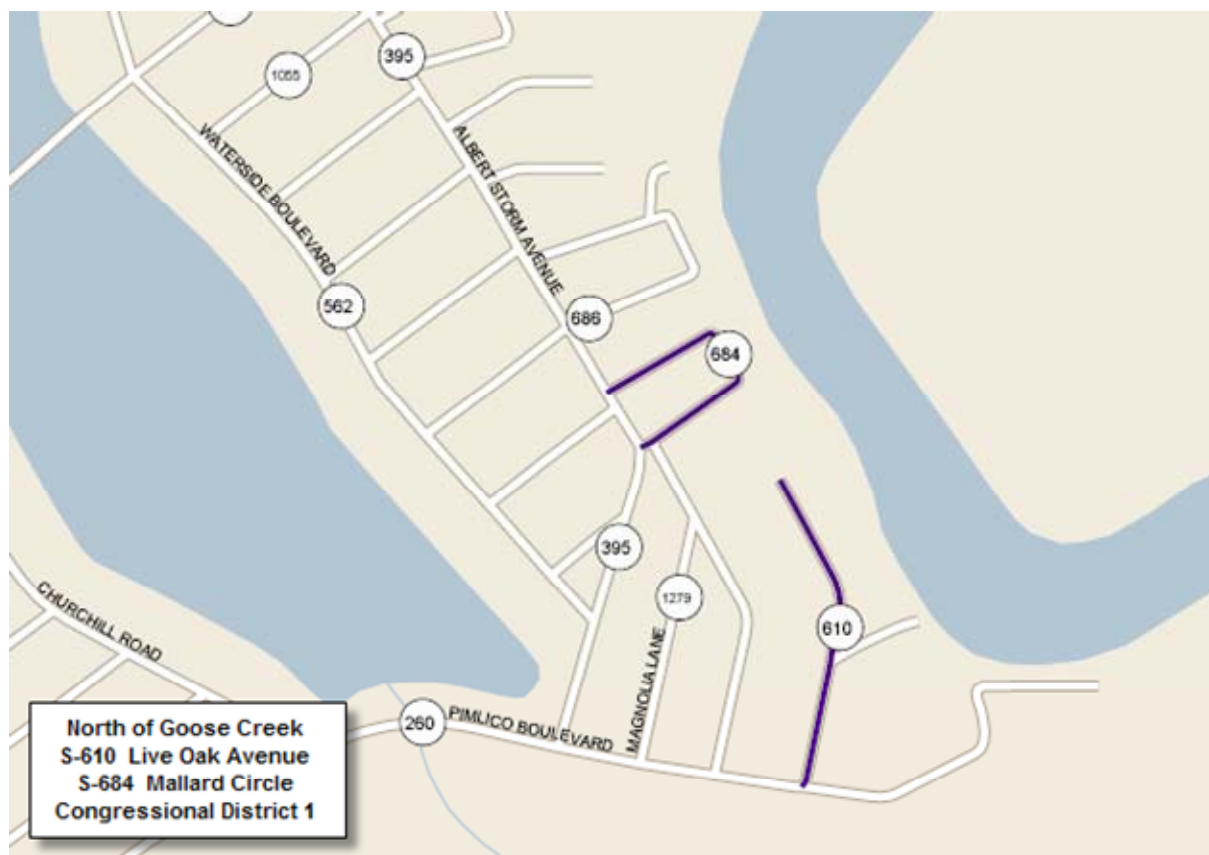 395
1055
WATERSIDE BOULEVARD
ALBERT STORM AVENUE
562
686
684
395
1279
MAGNOLIA LANE
610
CHURCHILL ROAD
260
PIMLICO BOULEVARD
North of Goose Creek
S-610 Live Oak Avenue
S-684 Mallard Circle
Congressional District 1